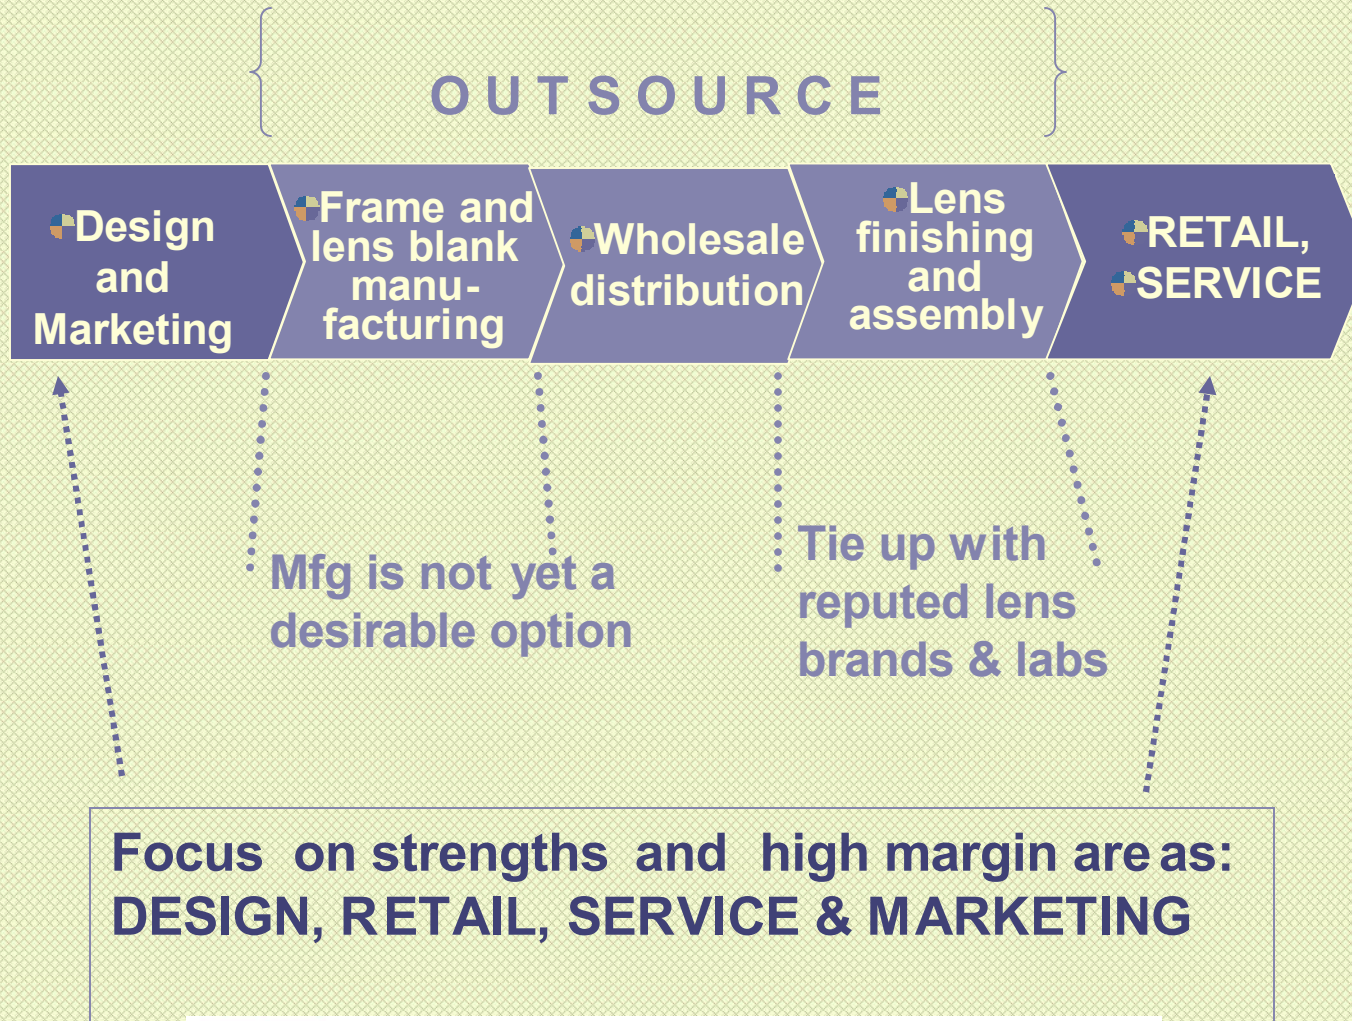 OUTSOURCE
Design
and
Marketing
Frame and
lens blank
manu-
facturing
Wholesale
distribution
Lens
finishing
and
assembly
RETAIL,
SERVICE
Mfg is not yet a
desirable option
Tie up with
reputed lens
brands & labs
Focus on strengths and high margin areas:
DESIGN, RETAIL, SERVICE & MARKETING